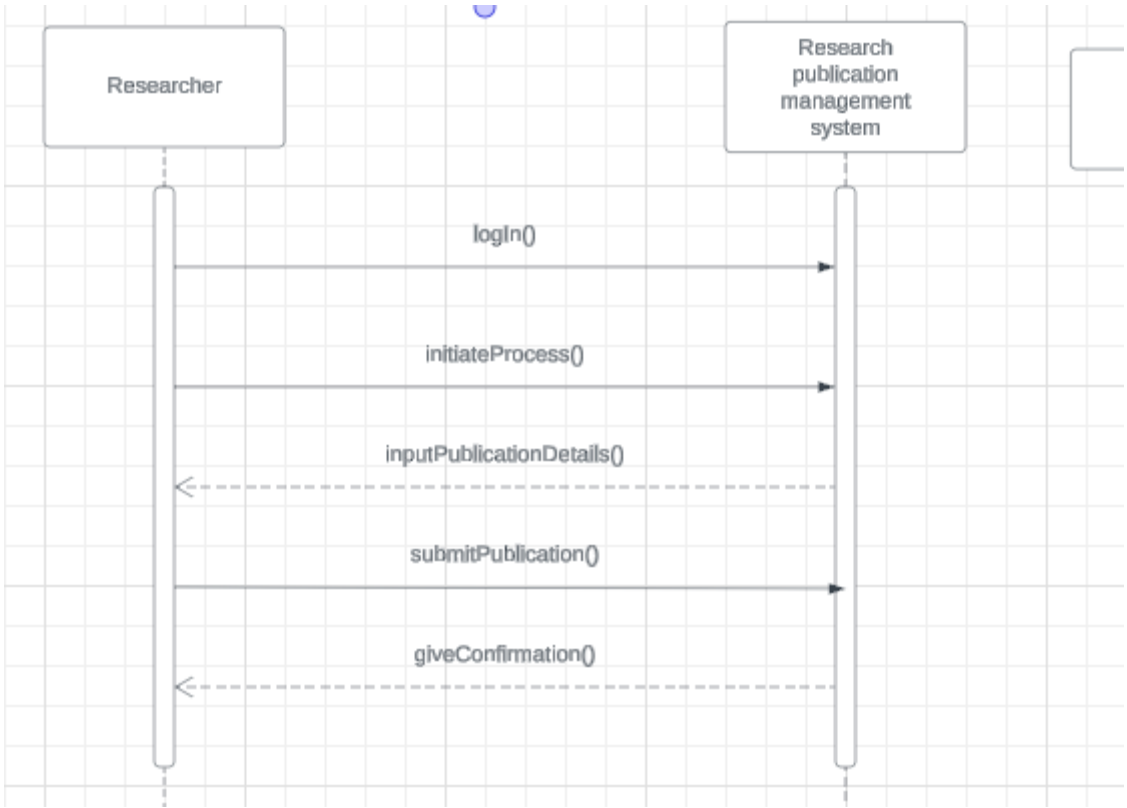 Researcher
Research
publication
management
system
logIn()
initiateProcess()
inputPublicationDetails()
submitPublication()
giveConfirmation()